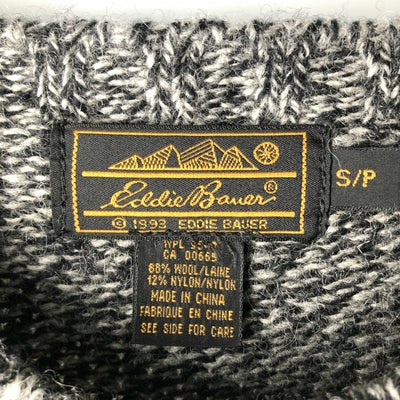 Eddie Bauer®
© 1993 EDDIE BAUER
S/P
WPL
CA 00665
88% WOOL/LAINE
12% NYLON/NYLON
MADE IN CHINA
FABRIQUE EN CHINE
SEE SIDE FOR CARE